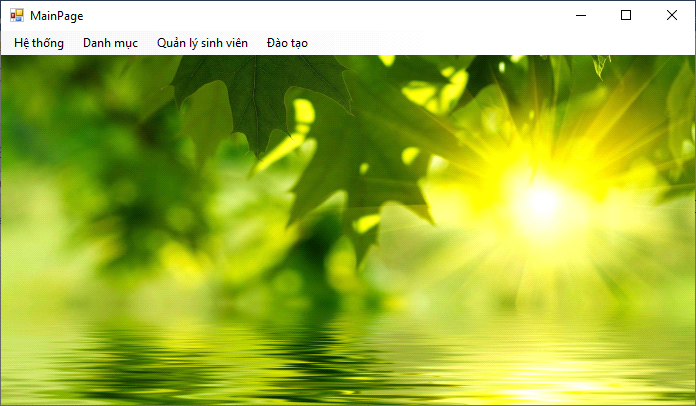 MainPage
Hệ thống Danh mục Quản lý sinh viên Đào tạo